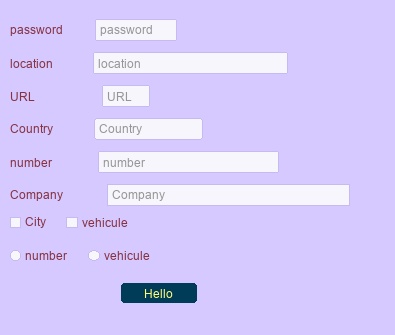 password password
location location
URL URL
Country Country
number number
Company Company
City vehicule
number vehicule
Hello